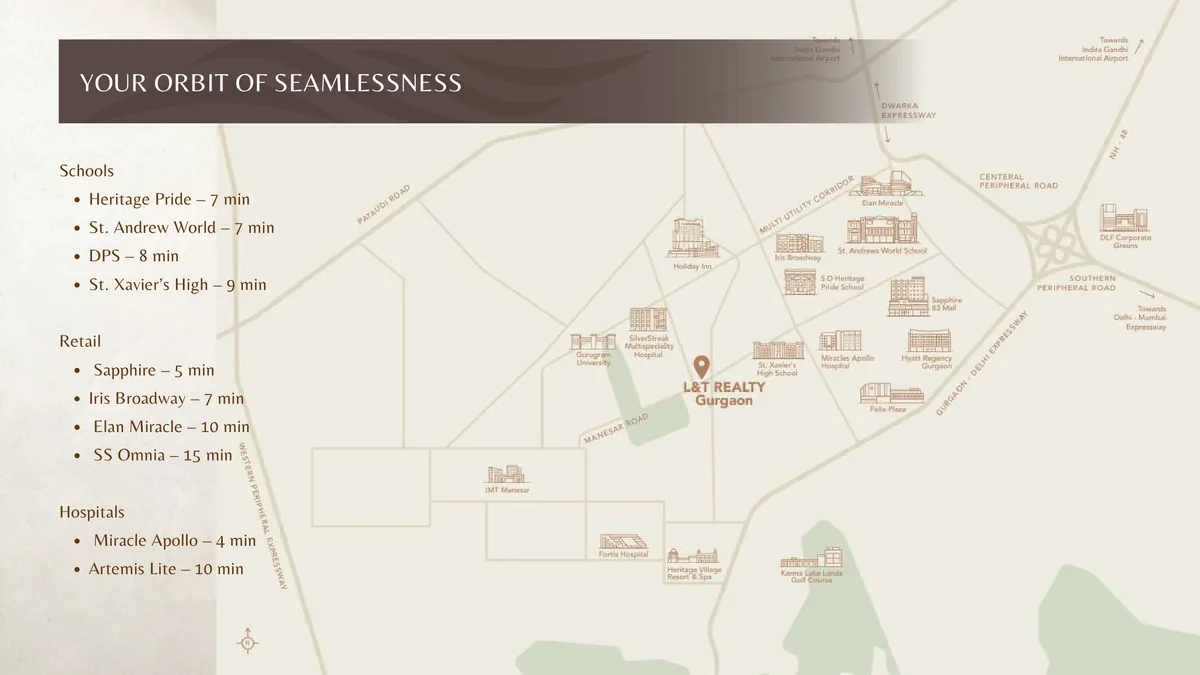 YOUR ORBIT OF SEAMLESSNESS
Schools
• Heritage Pride – 7 min
• St. Andrew World – 7 min
• DPS – 8 min
• St. Xavier's High – 9 min
Retail
• Sapphire – 5 min
• Iris Broadway – 7 min
• Elan Miracle – 10 min
• SS Omnia – 15 min
Hospitals
• Miracle Apollo – 4 min
• Artemis Lite – 10 min
Towards
Indira Gandhi
International Airport
Towards
Indira Gandhi
International Airport
DWARKA
EXPRESSWAY
NH - 48
CENTERAL
PERIPHERAL ROAD
PATAUDI ROAD
MULTI UTILITY CORRIDOR
Elan Miracle
St. Andrews World School
DLF Corporate
Greens
Iris Broadway
Holiday Inn
S D Heritage
Pride School
SOUTHERN
PERIPHERAL ROAD
Sapphire
83 Mall
Towards
Delhi - Mumbai
Expressway
SilverStreak
Multispeciality
Hospital
Gurugram
University
St. Xavier's
High School
Miracles Apollo
Hospital
Hyatt Regency
Gurgaon
GURGAON - DELHI EXPRESSWAY
L&T REALTY
Gurgaon
Felix Plaza
MANESAR ROAD
WESTERN PERIPHERAL EXPRESSWAY
IMT Manesar
Fortis Hospital
Heritage Village
Resort & Spa
Karma Lake Lands
Golf Course
N